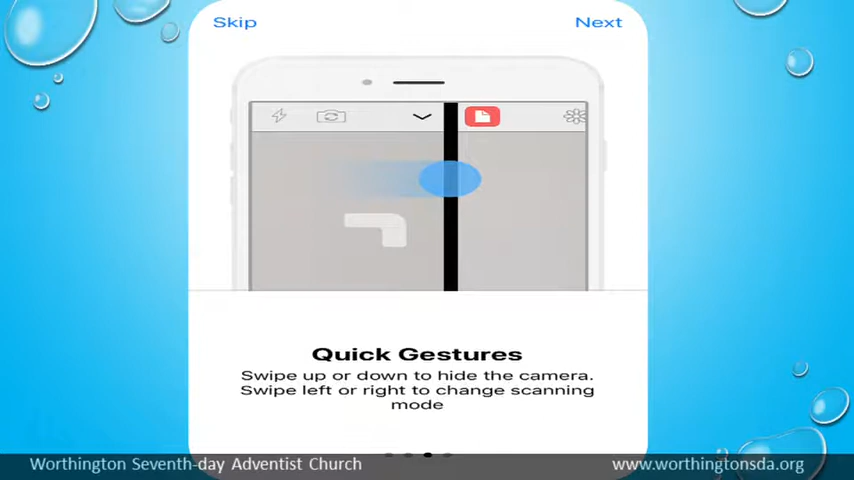 Skip
Next
Quick Gestures
Swipe up or down to hide the camera.
Swipe left or right to change scanning
mode
Worthington Seventh-day Adventist Church
www.worthingtonsda.org